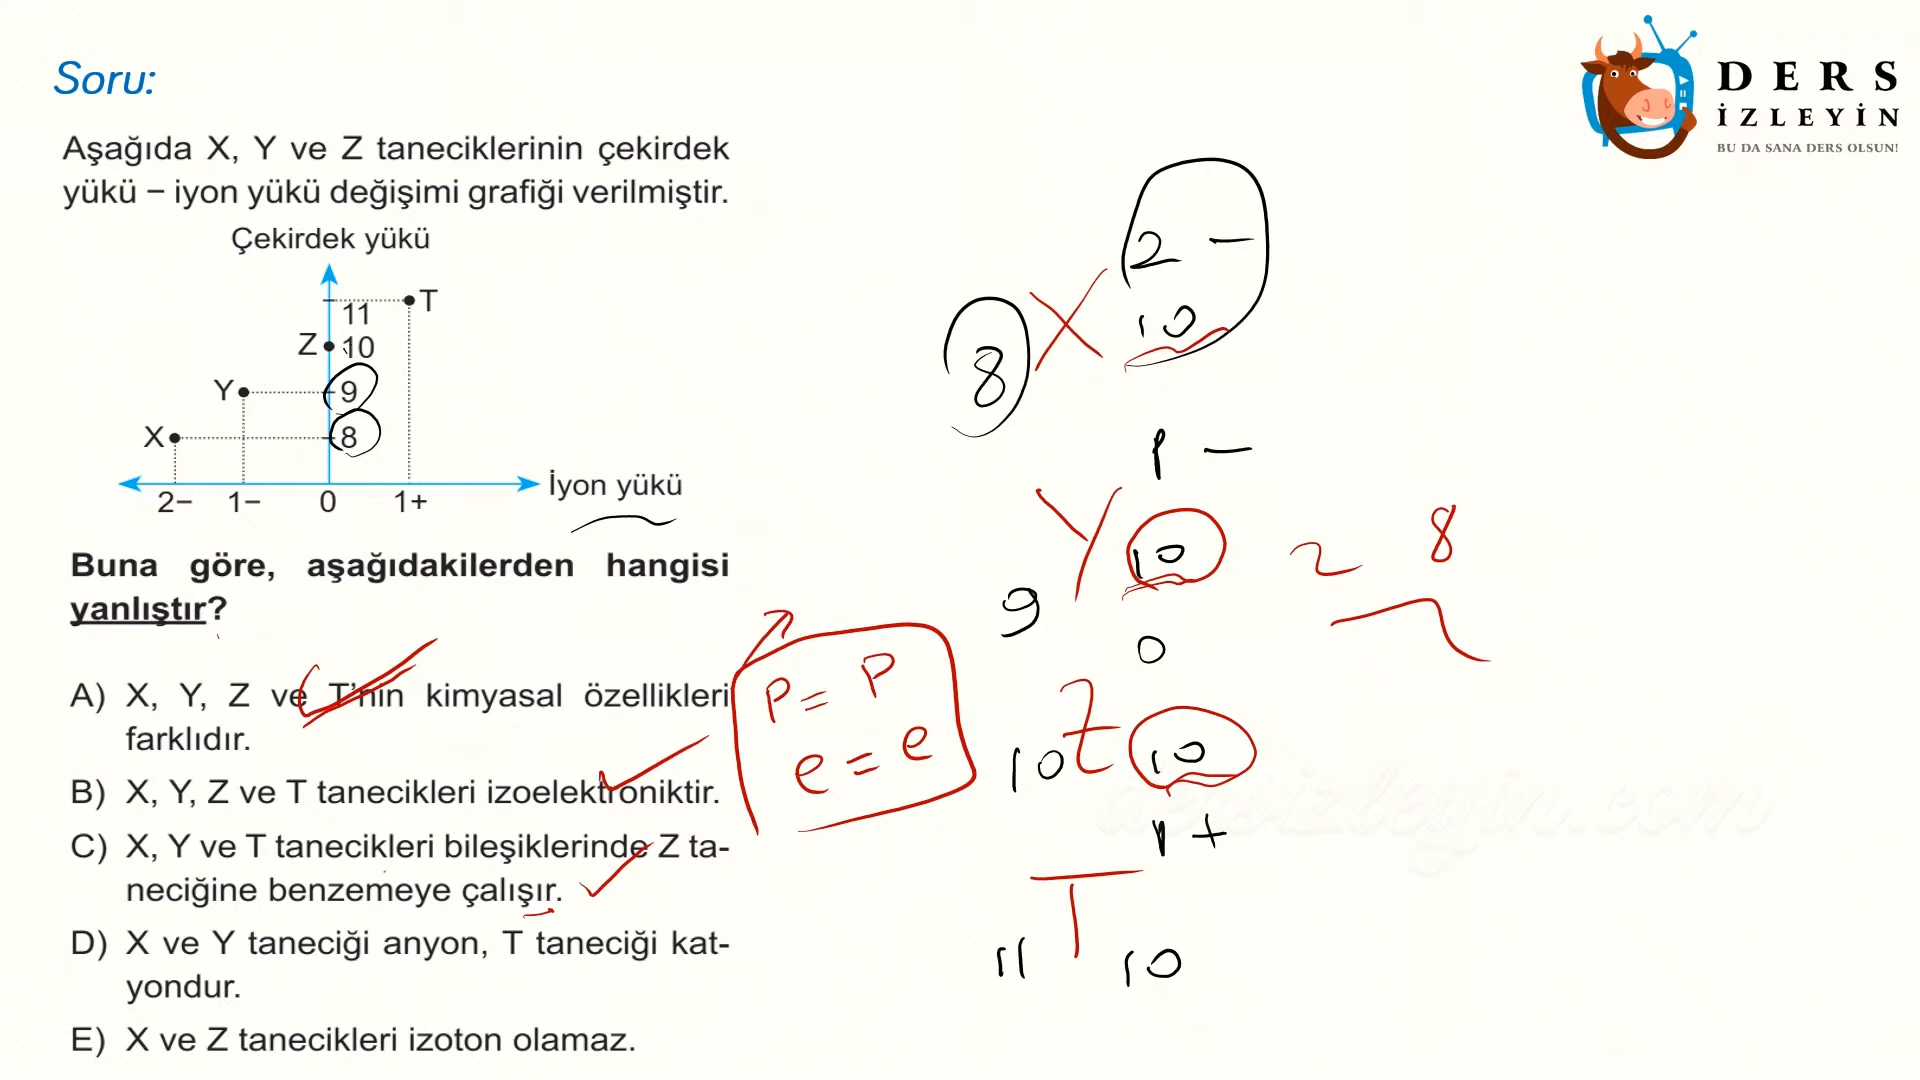 Soru:
DERS
İZLEYİN
BU DA SANA DERS OLSUN!
Aşağıda X, Y ve Z taneciklerinin çekirdek
yükü − iyon yükü değişimi grafiği verilmiştir.
Çekirdek yükü
11 T
Z 10
Y 9
X 8
İyon yükü
2− 1− 0 1+
Buna göre, aşağıdakilerden hangisi
yanlıştır?
A) X, Y, Z ve T'nin kimyasal özellikleri
farklıdır.
B) X, Y, Z ve T tanecikleri izoelektroniktir.
C) X, Y ve T tanecikleri bileşiklerinde Z ta-
neciğine benzemeye çalışır.
D) X ve Y taneciği anyon, T taneciği kat-
yondur.
E) X ve Z tanecikleri izoton olamaz.
2 −
8 X 10
1 −
9 Y 10
2 8
0
10 Z 10
1 +
11 T 10
P = P
e = e
dersizleyin.com